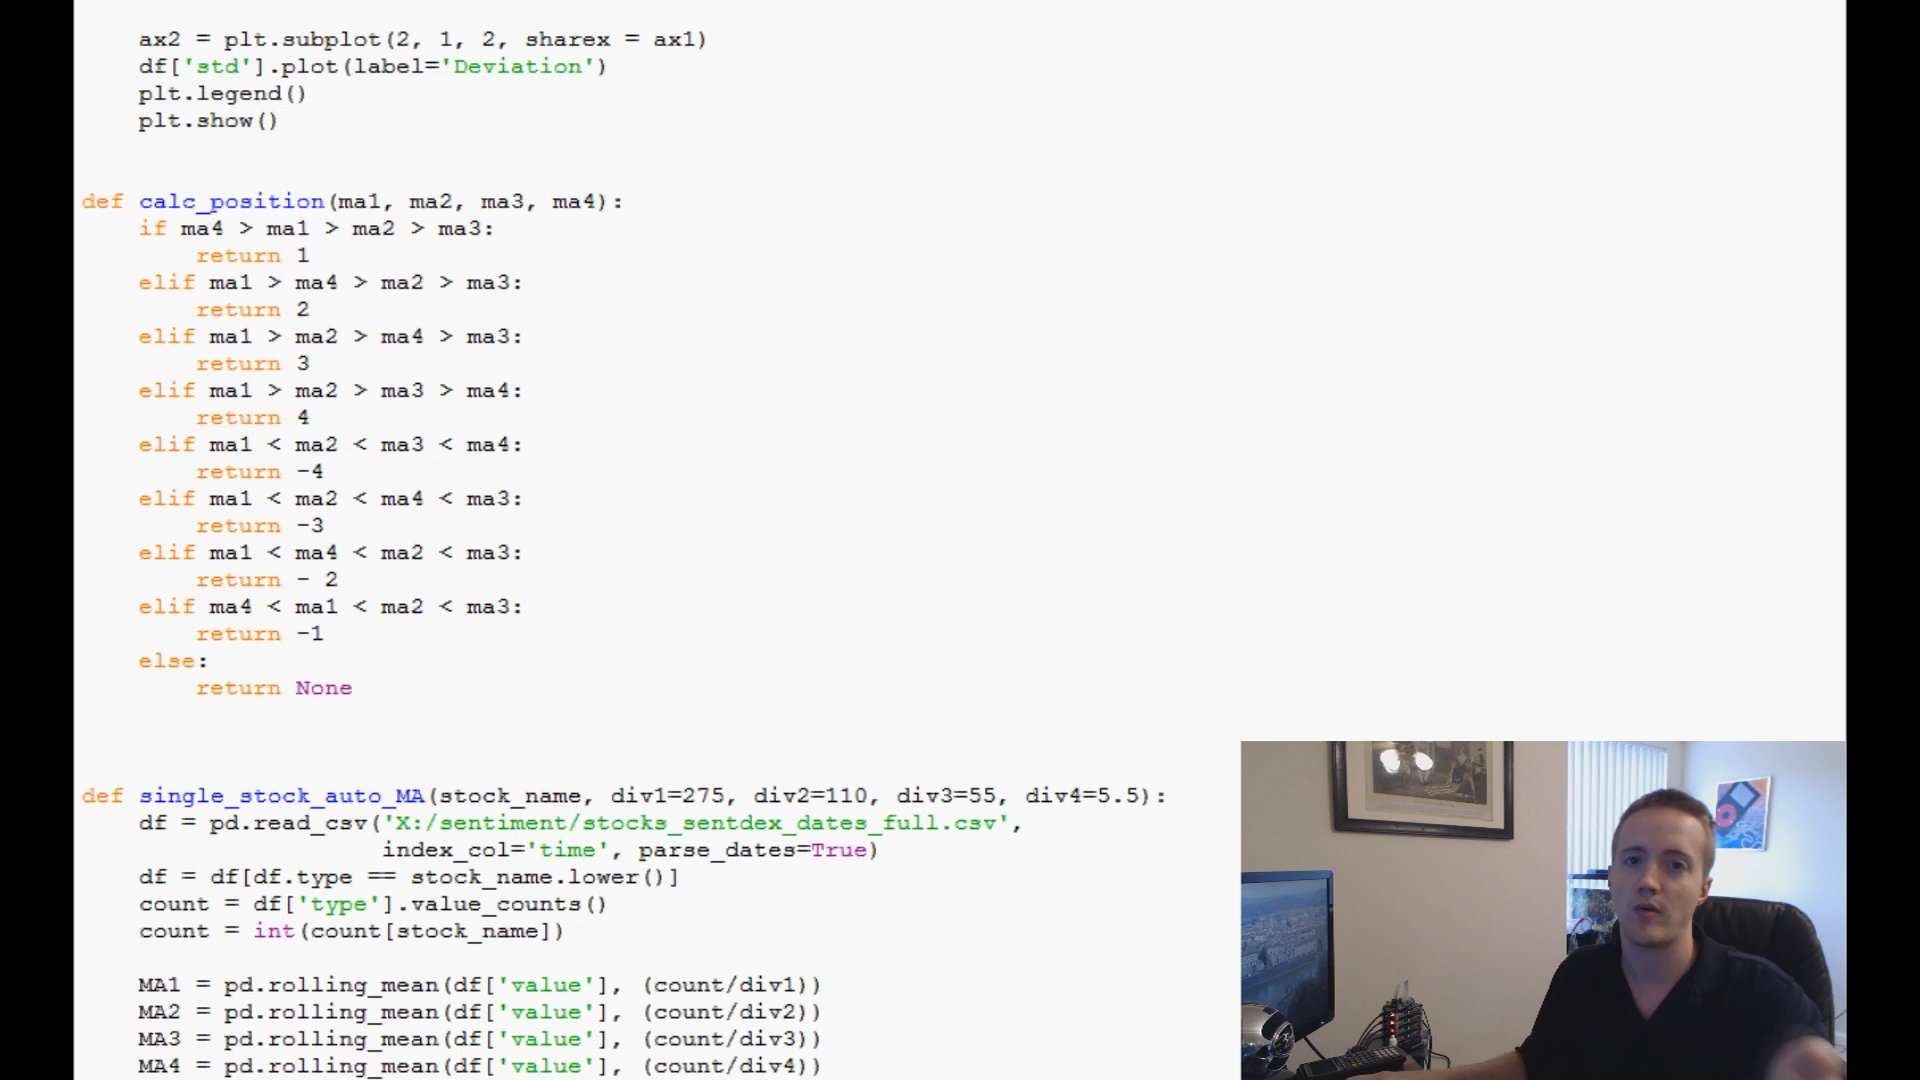 ax2 = plt.subplot(2, 1, 2, sharex = ax1)
df['std'].plot(label='Deviation')
plt.legend()
plt.show()
def calc_position(ma1, ma2, ma3, ma4):
if ma4 > ma1 > ma2 > ma3:
return 1
elif ma1 > ma4 > ma2 > ma3:
return 2
elif ma1 > ma2 > ma4 > ma3:
return 3
elif ma1 > ma2 > ma3 > ma4:
return 4
elif ma1 < ma2 < ma3 < ma4:
return -4
elif ma1 < ma2 < ma4 < ma3:
return -3
elif ma1 < ma4 < ma2 < ma3:
return - 2
elif ma4 < ma1 < ma2 < ma3:
return -1
else:
return None
def single_stock_auto_MA(stock_name, div1=275, div2=110, div3=55, div4=5.5):
df = pd.read_csv('X:/sentiment/stocks_sentdex_dates_full.csv',
index_col='time', parse_dates=True)
df = df[df.type == stock_name.lower()]
count = df['type'].value_counts()
count = int(count[stock_name])
MA1 = pd.rolling_mean(df['value'], (count/div1))
MA2 = pd.rolling_mean(df['value'], (count/div2))
MA3 = pd.rolling_mean(df['value'], (count/div3))
MA4 = pd.rolling_mean(df['value'], (count/div4))